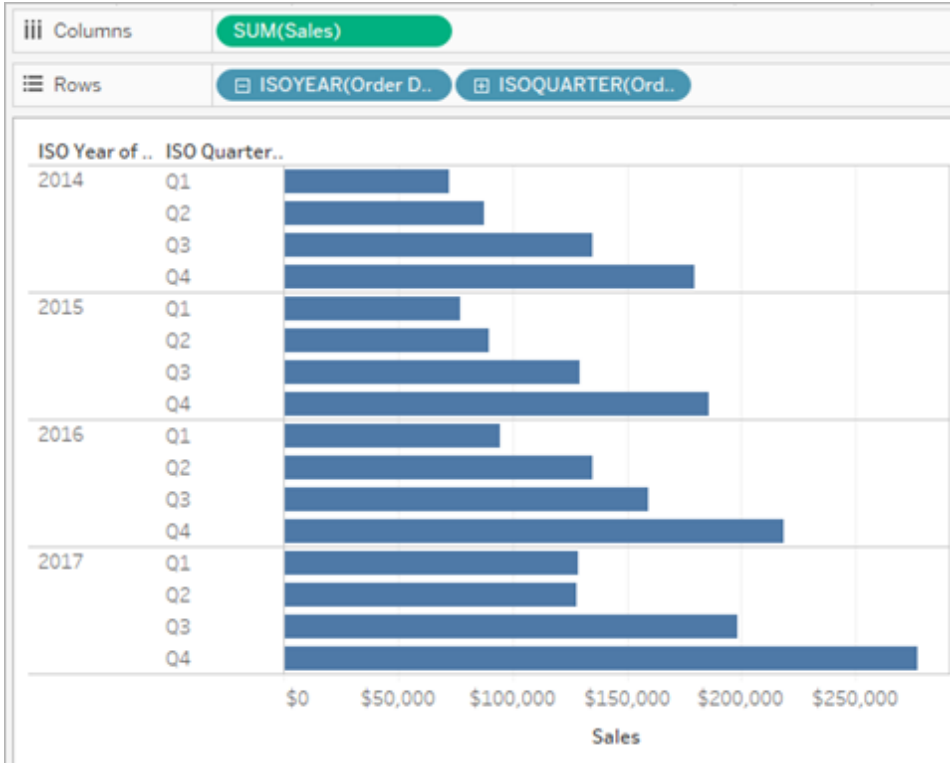 Columns SUM(Sales)
Rows ISOYEAR(Order D.. ISOQUARTER(Ord..
ISO Year of .. ISO Quarter..
2014 Q1
Q2
Q3
Q4
2015 Q1
Q2
Q3
Q4
2016 Q1
Q2
Q3
Q4
2017 Q1
Q2
Q3
Q4
$0 $50,000 $100,000 $150,000 $200,000 $250,000
Sales